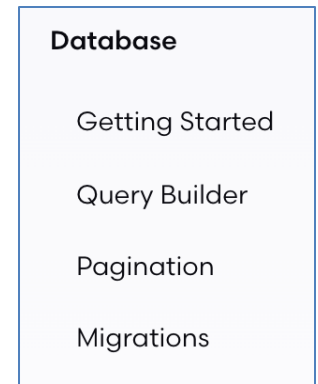 Database
Getting Started
Query Builder
Pagination
Migrations